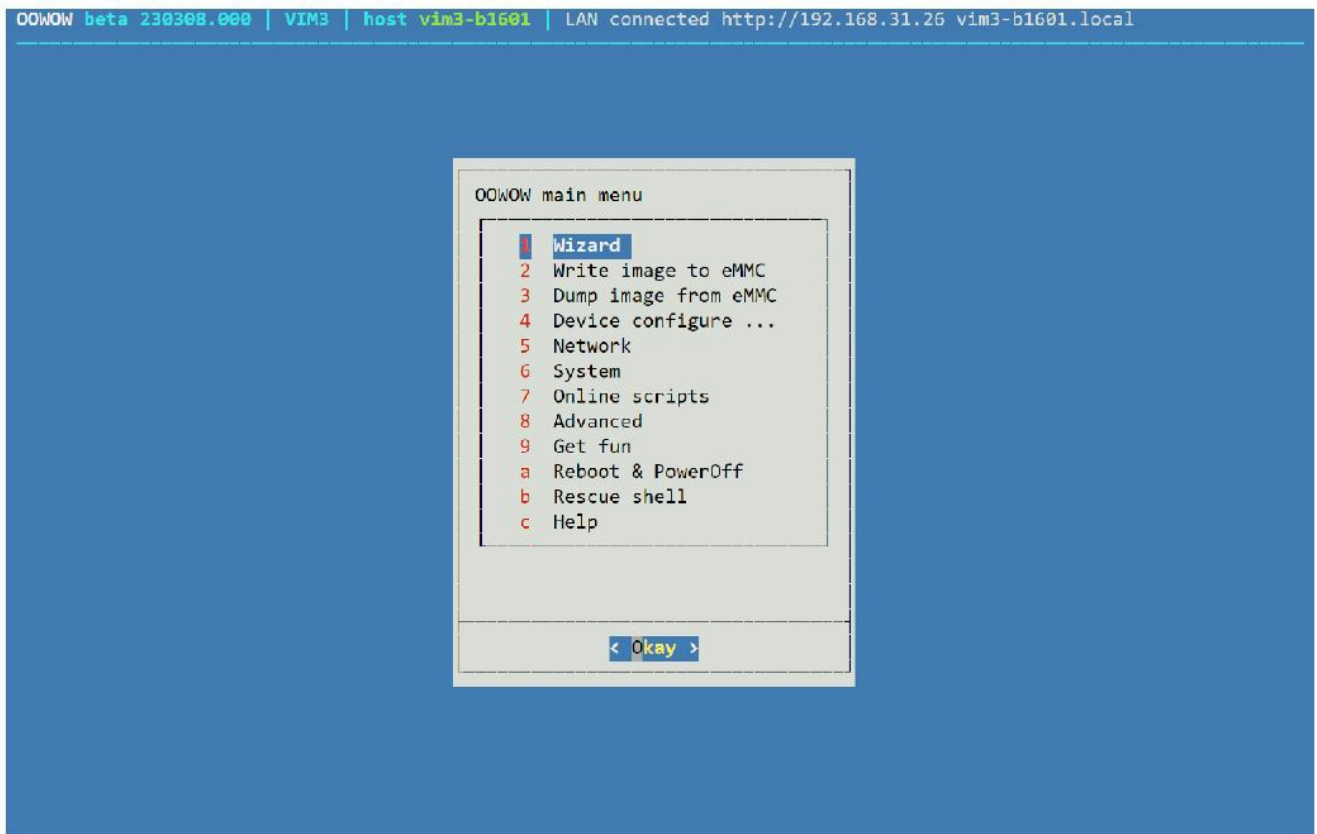 OOWOW beta 230308.000 | VIM3 | host vim3-b1601 | LAN connected http://192.168.31.26 vim3-b1601.local
OOWOW main menu
1 Wizard
2 Write image to eMMC
3 Dump image from eMMC
4 Device configure ...
5 Network
6 System
7 Online scripts
8 Advanced
9 Get fun
a Reboot & PowerOff
b Rescue shell
c Help
< Okay >